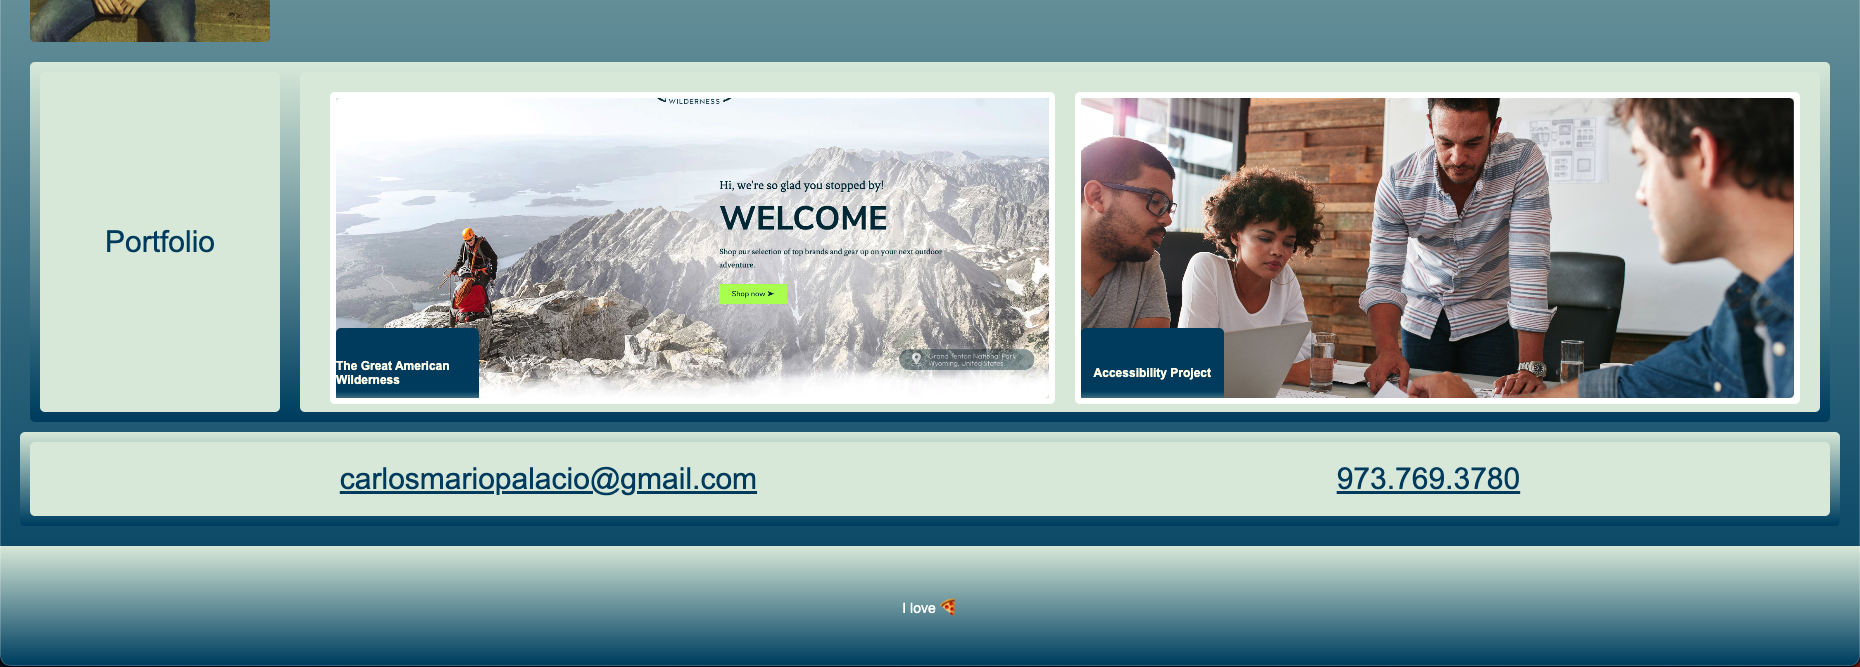 Portfolio
WILDERNESS
Hi, we're so glad you stopped by!
WELCOME
Shop our selection of top brands and gear up on your next outdoor
adventure.
Shop now ➤
Grand Tenton National Park
Wyoming, United States
The Great American
Wilderness
Accessibility Project
carlosmariopalacio@gmail.com
973.769.3780
I love 🍕